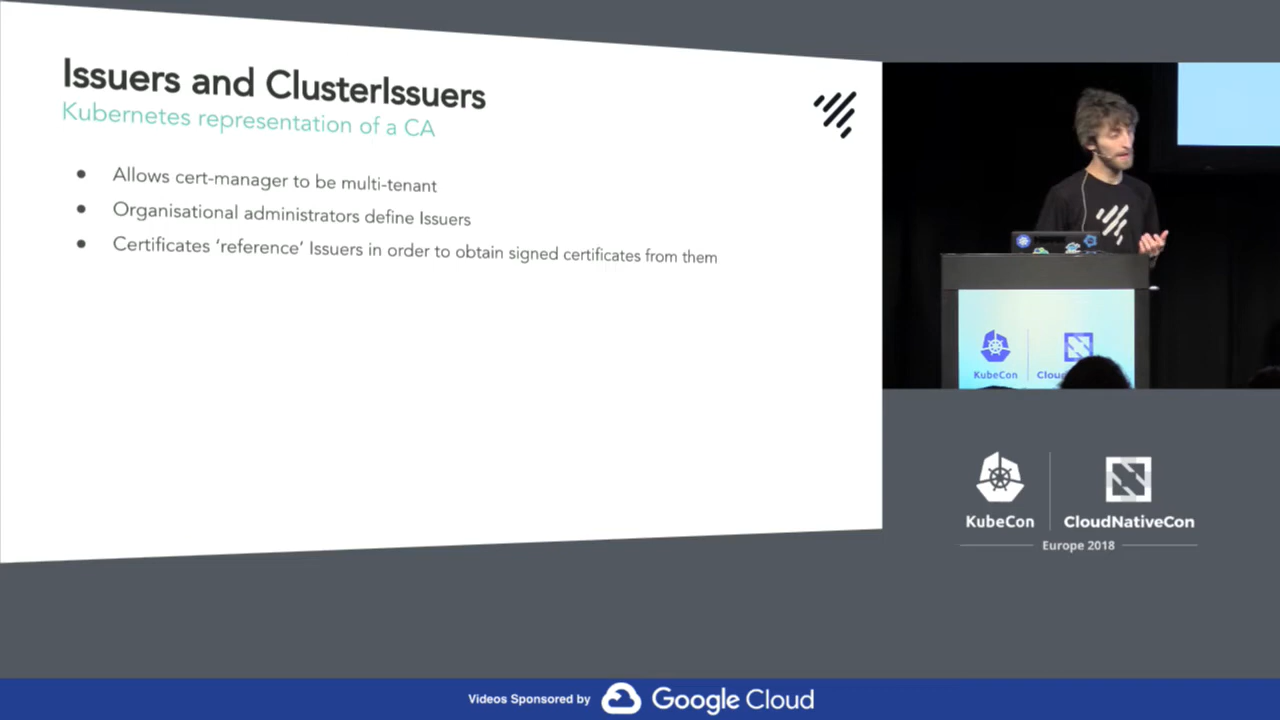 Issuers and ClusterIssuers
Kubernetes representation of a CA
Allows cert-manager to be multi-tenant
Organisational administrators define Issuers
Certificates ‘reference’ Issuers in order to obtain signed certificates from them
KubeCon
Clou
KubeCon
CloudNativeCon
Europe 2018
Videos Sponsored by Google Cloud